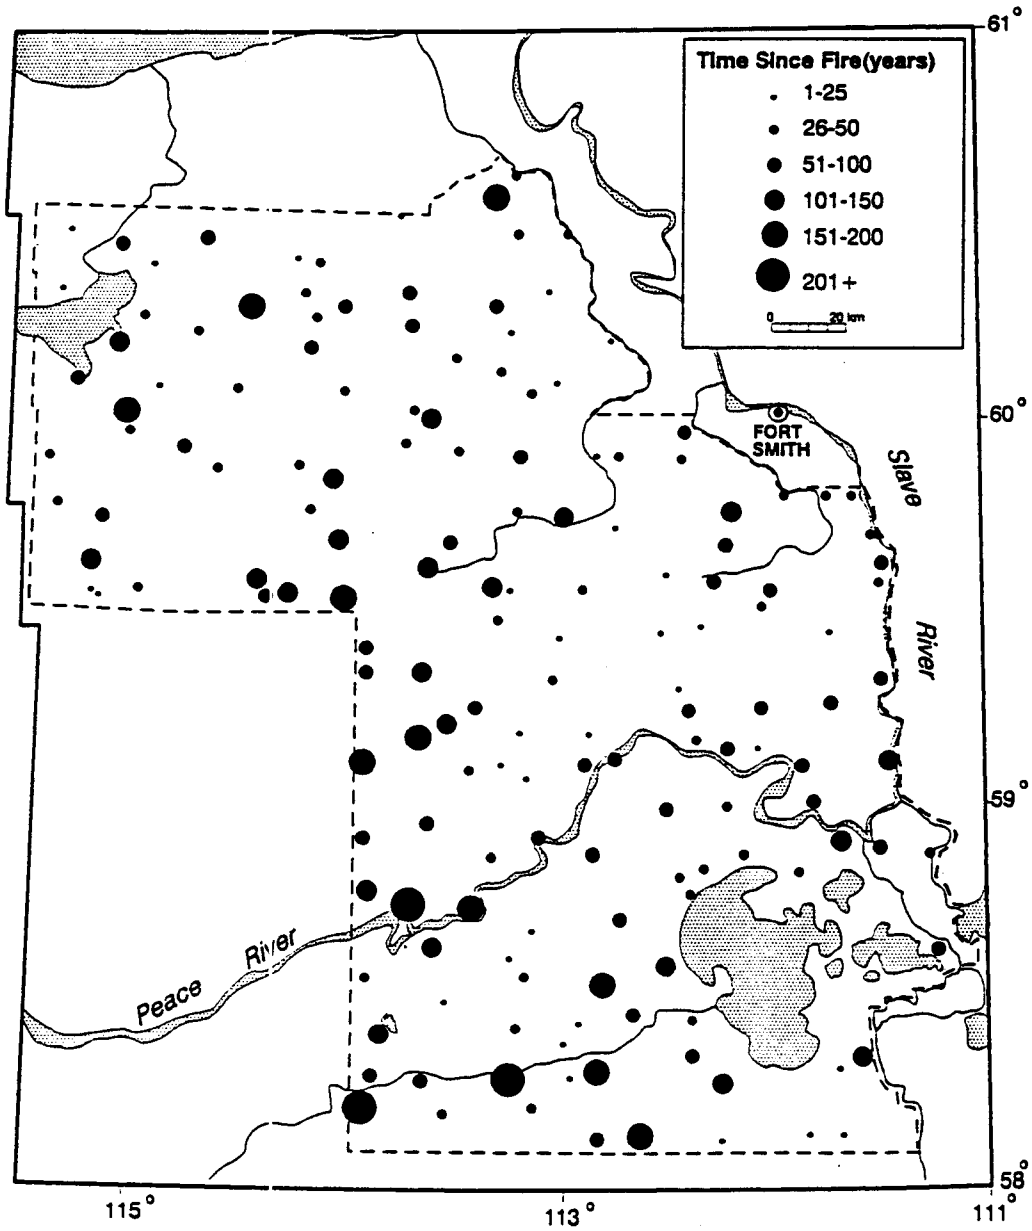 61°
Time Since Fire(years)
1-25
26-50
51-100
101-150
151-200
201+
0 20 km
60°
FORT
SMITH
Slave
River
59°
Peace River
58°
115° 113° 111°